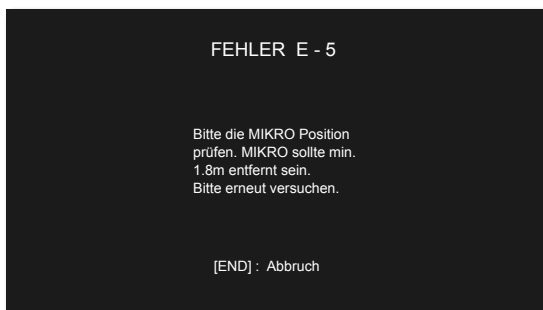 FEHLER E - 5
Bitte die MIKRO Position
prüfen. MIKRO sollte min.
1.8m entfernt sein.
Bitte erneut versuchen.
[END] : Abbruch